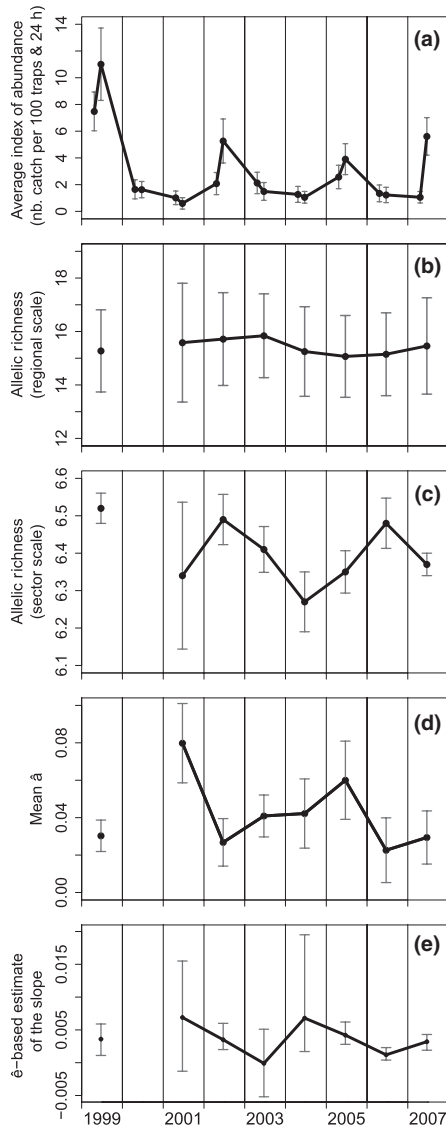 (a)
Average index of abundance
(nb. catch per 100 traps & 24 h)
14
12
10
8
6
4
2
0
(b)
Allelic richness
(regional scale)
18
16
14
12
(c)
Allelic richness
(sector scale)
6.6
6.5
6.4
6.3
6.2
6.1
(d)
Mean â
0.08
0.04
0.00
(e)
ê-based estimate
of the slope
0.015
0.005
−0.005
1999
2001
2003
2005
2007